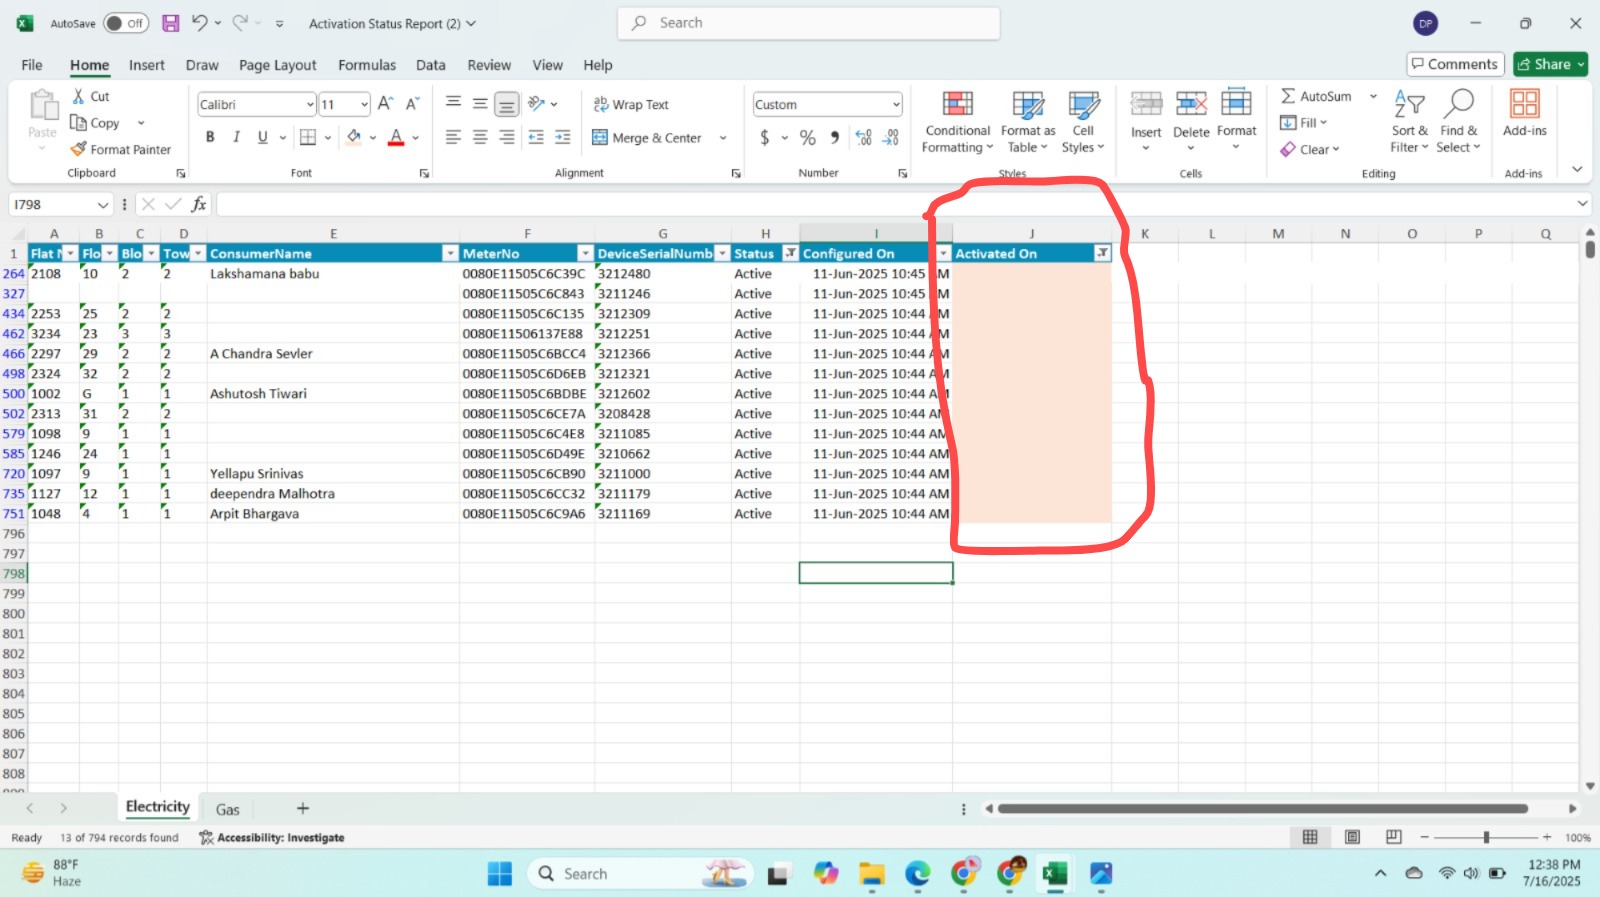 AutoSave Off Activation Status Report (2) Search DP
File Home Insert Draw Page Layout Formulas Data Review View Help Comments Share
Paste Cut Copy Format Painter Clipboard
Calibri 11 B I U Font
Wrap Text Merge & Center Alignment
Custom $ % Number
Conditional Formatting Format as Table Cell Styles Styles
Insert Delete Format Cells
AutoSum Fill Clear Sort & Filter Find & Select Editing
Add-ins Add-ins
I798 fx
A B C D E F G H I J K L M N O P Q
1 Flat N Flo Blo Tow ConsumerName MeterNo DeviceSerialNumb Status Configured On Activated On
264 2108 10 2 2 Lakshamana babu 0080E11505C6C39C 3212480 Active 11-Jun-2025 10:45 AM
327 0080E11505C6C843 3211246 Active 11-Jun-2025 10:45 AM
434 2253 25 2 2 0080E11505C6C135 3212309 Active 11-Jun-2025 10:44 AM
462 3234 23 3 3 0080E11506137E88 3212251 Active 11-Jun-2025 10:44 AM
466 2297 29 2 2 A Chandra Sevler 0080E11505C6BCC4 3212366 Active 11-Jun-2025 10:44 AM
498 2324 32 2 2 0080E11505C6D6EB 3212321 Active 11-Jun-2025 10:44 AM
500 1002 G 1 1 Ashutosh Tiwari 0080E11505C6BDBE 3212602 Active 11-Jun-2025 10:44 AM
502 2313 31 2 2 0080E11505C6CE7A 3208428 Active 11-Jun-2025 10:44 AM
579 1098 9 1 1 0080E11505C6C4E8 3211085 Active 11-Jun-2025 10:44 AM
585 1246 24 1 1 0080E11505C6D49E 3210662 Active 11-Jun-2025 10:44 AM
720 1097 9 1 1 Yellapu Srinivas 0080E11505C6CB90 3211000 Active 11-Jun-2025 10:44 AM
735 1127 12 1 1 deependra Malhotra 0080E11505C6CC32 3211179 Active 11-Jun-2025 10:44 AM
751 1048 4 1 1 Arpit Bhargava 0080E11505C6C9A6 3211169 Active 11-Jun-2025 10:44 AM
796
797
798
799
800
801
802
803
804
805
806
807
808
Electricity Gas
Ready 13 of 794 records found Accessibility: Investigate 100%
88°F
Haze
Search
12:38 PM
7/16/2025